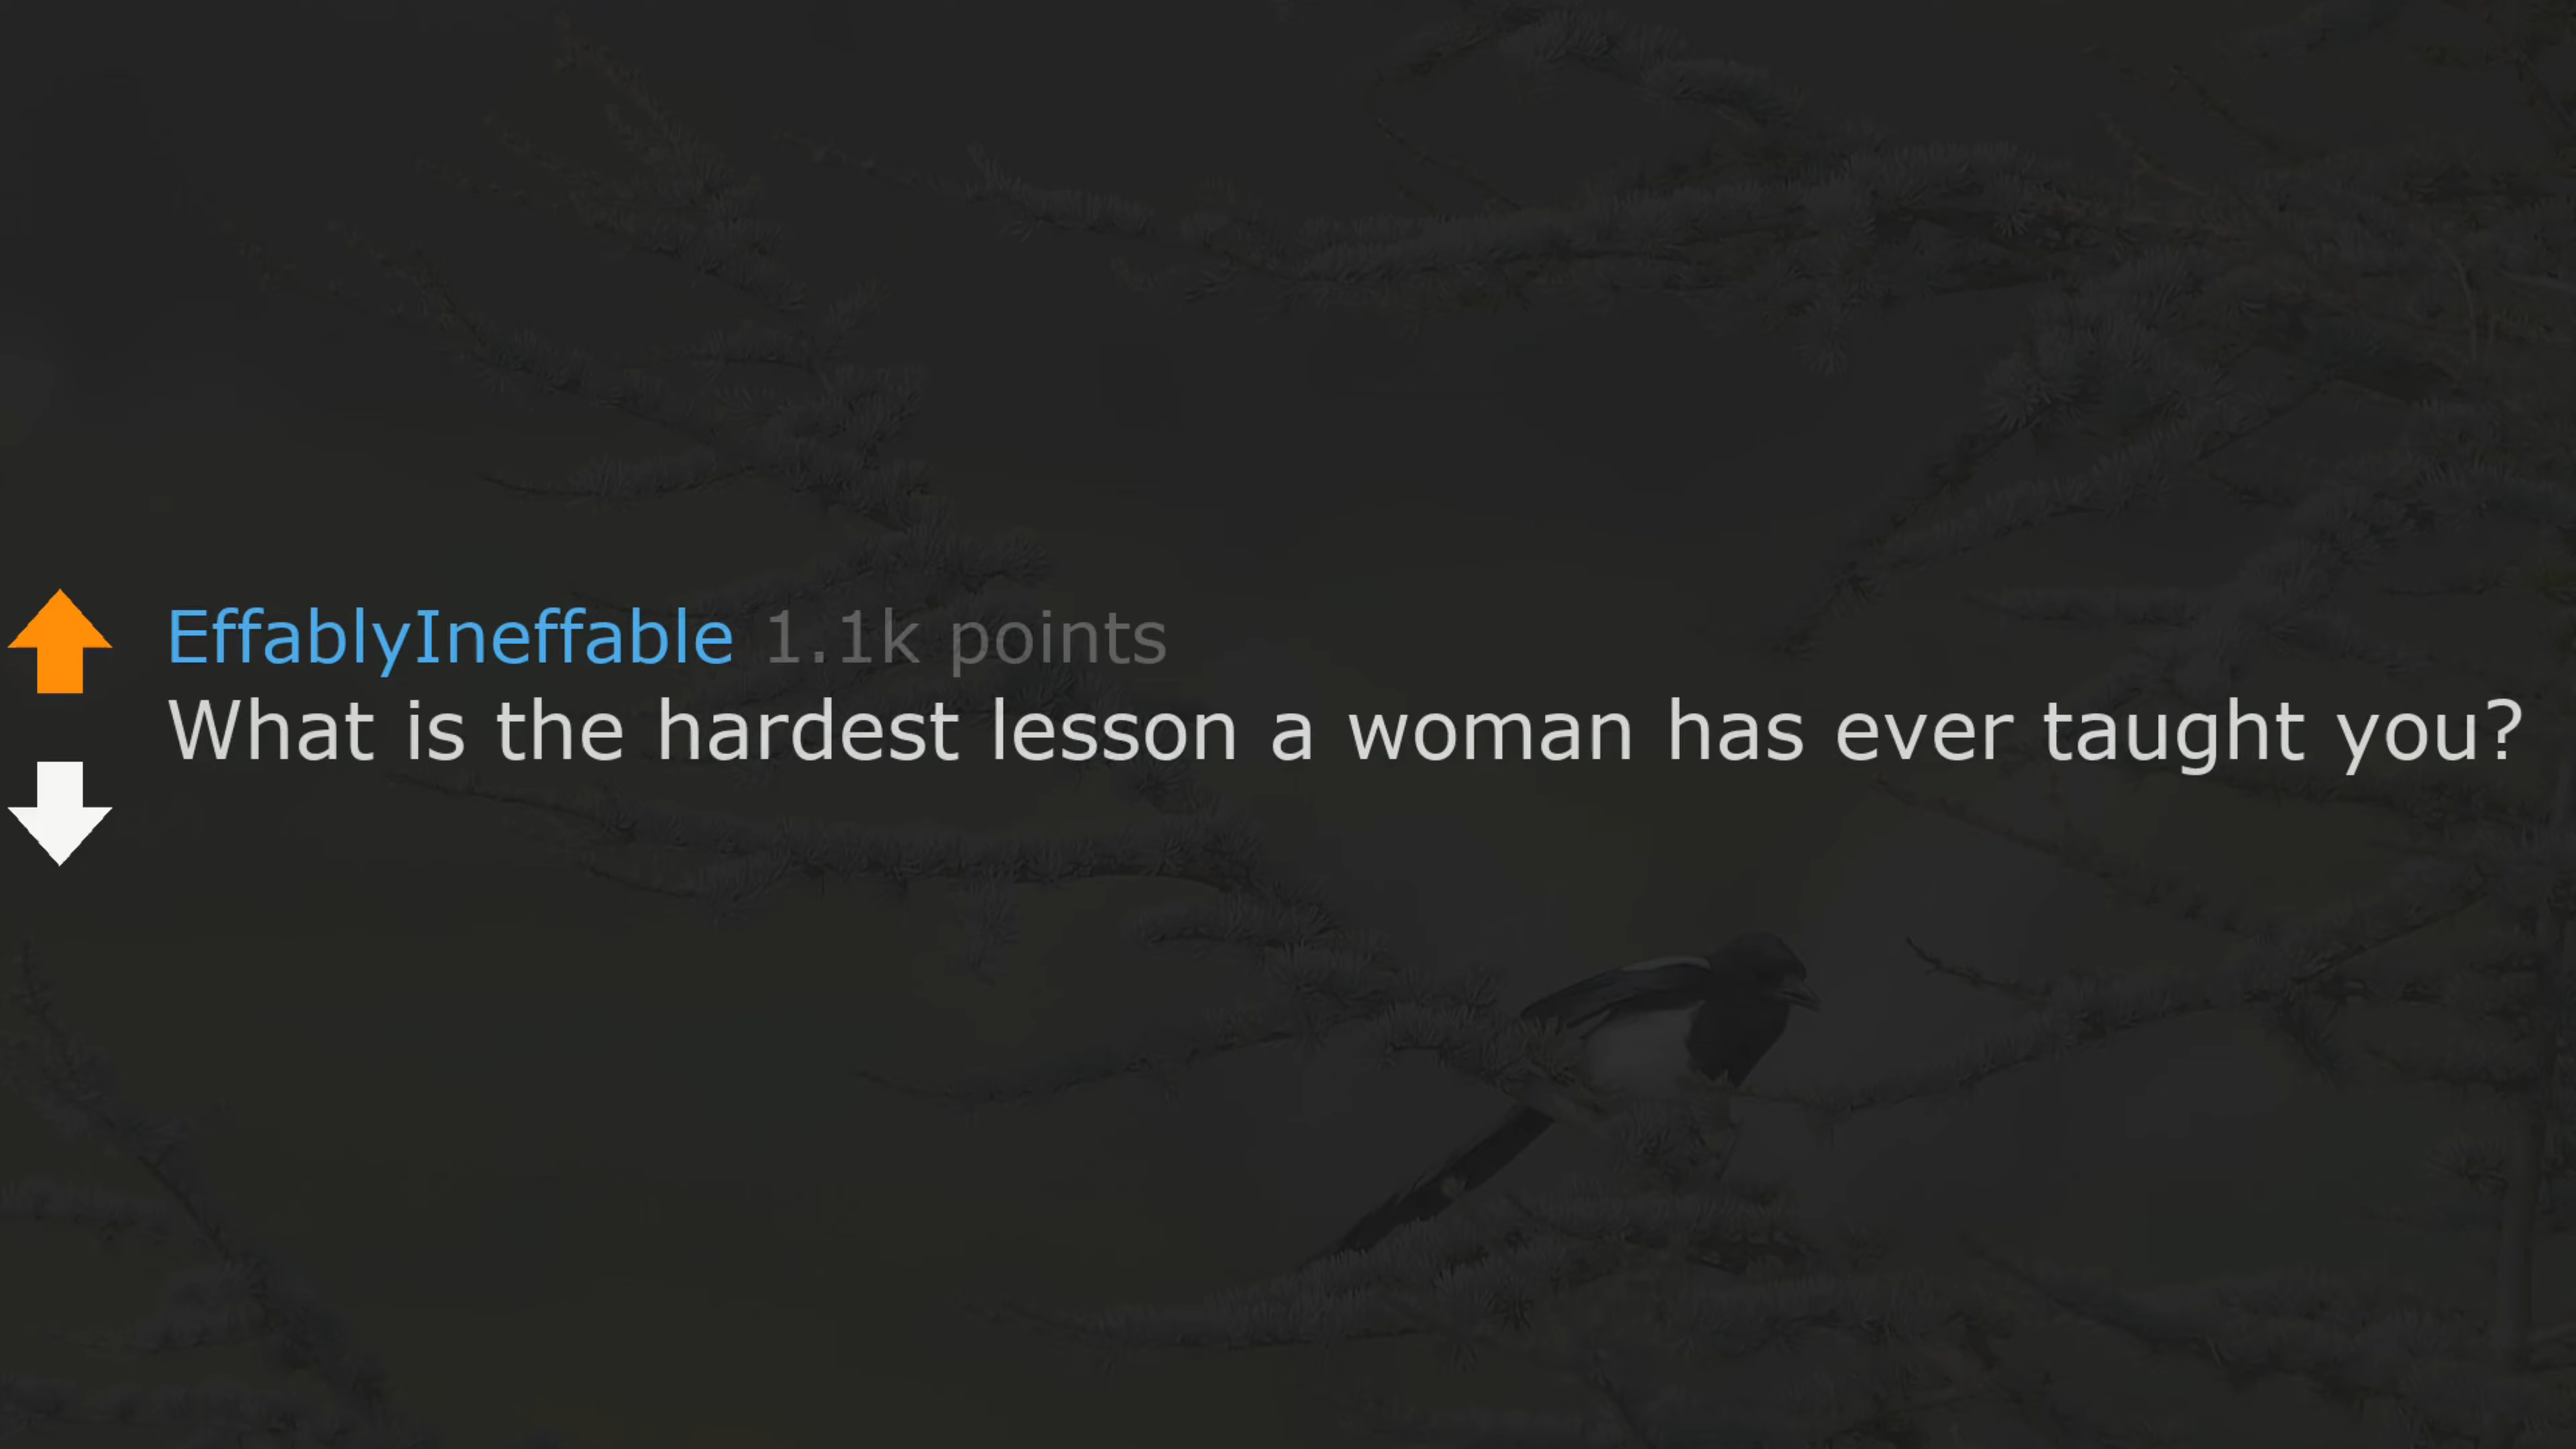 EffablyIneffable 1.1k points
What is the hardest lesson a woman has ever taught you?